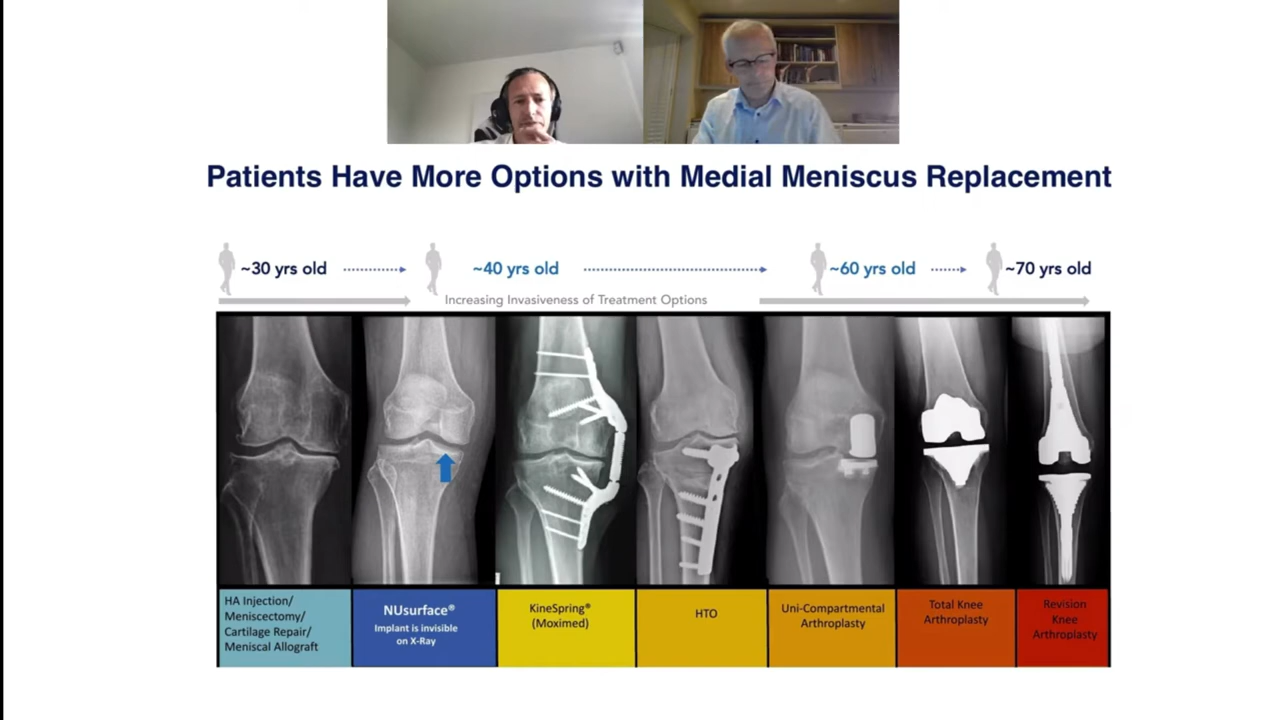 Patients Have More Options with Medial Meniscus Replacement
~30 yrs old
~40 yrs old
~60 yrs old
~70 yrs old
Increasing Invasiveness of Treatment Options
HA Injection/
Meniscectomy/
Cartilage Repair/
Meniscal Allograft
NUsurface®
Implant is invisible
on X-Ray
KineSpring®
(Moximed)
HTO
Uni-Compartmental
Arthroplasty
Total Knee
Arthroplasty
Revision
Knee
Arthroplasty